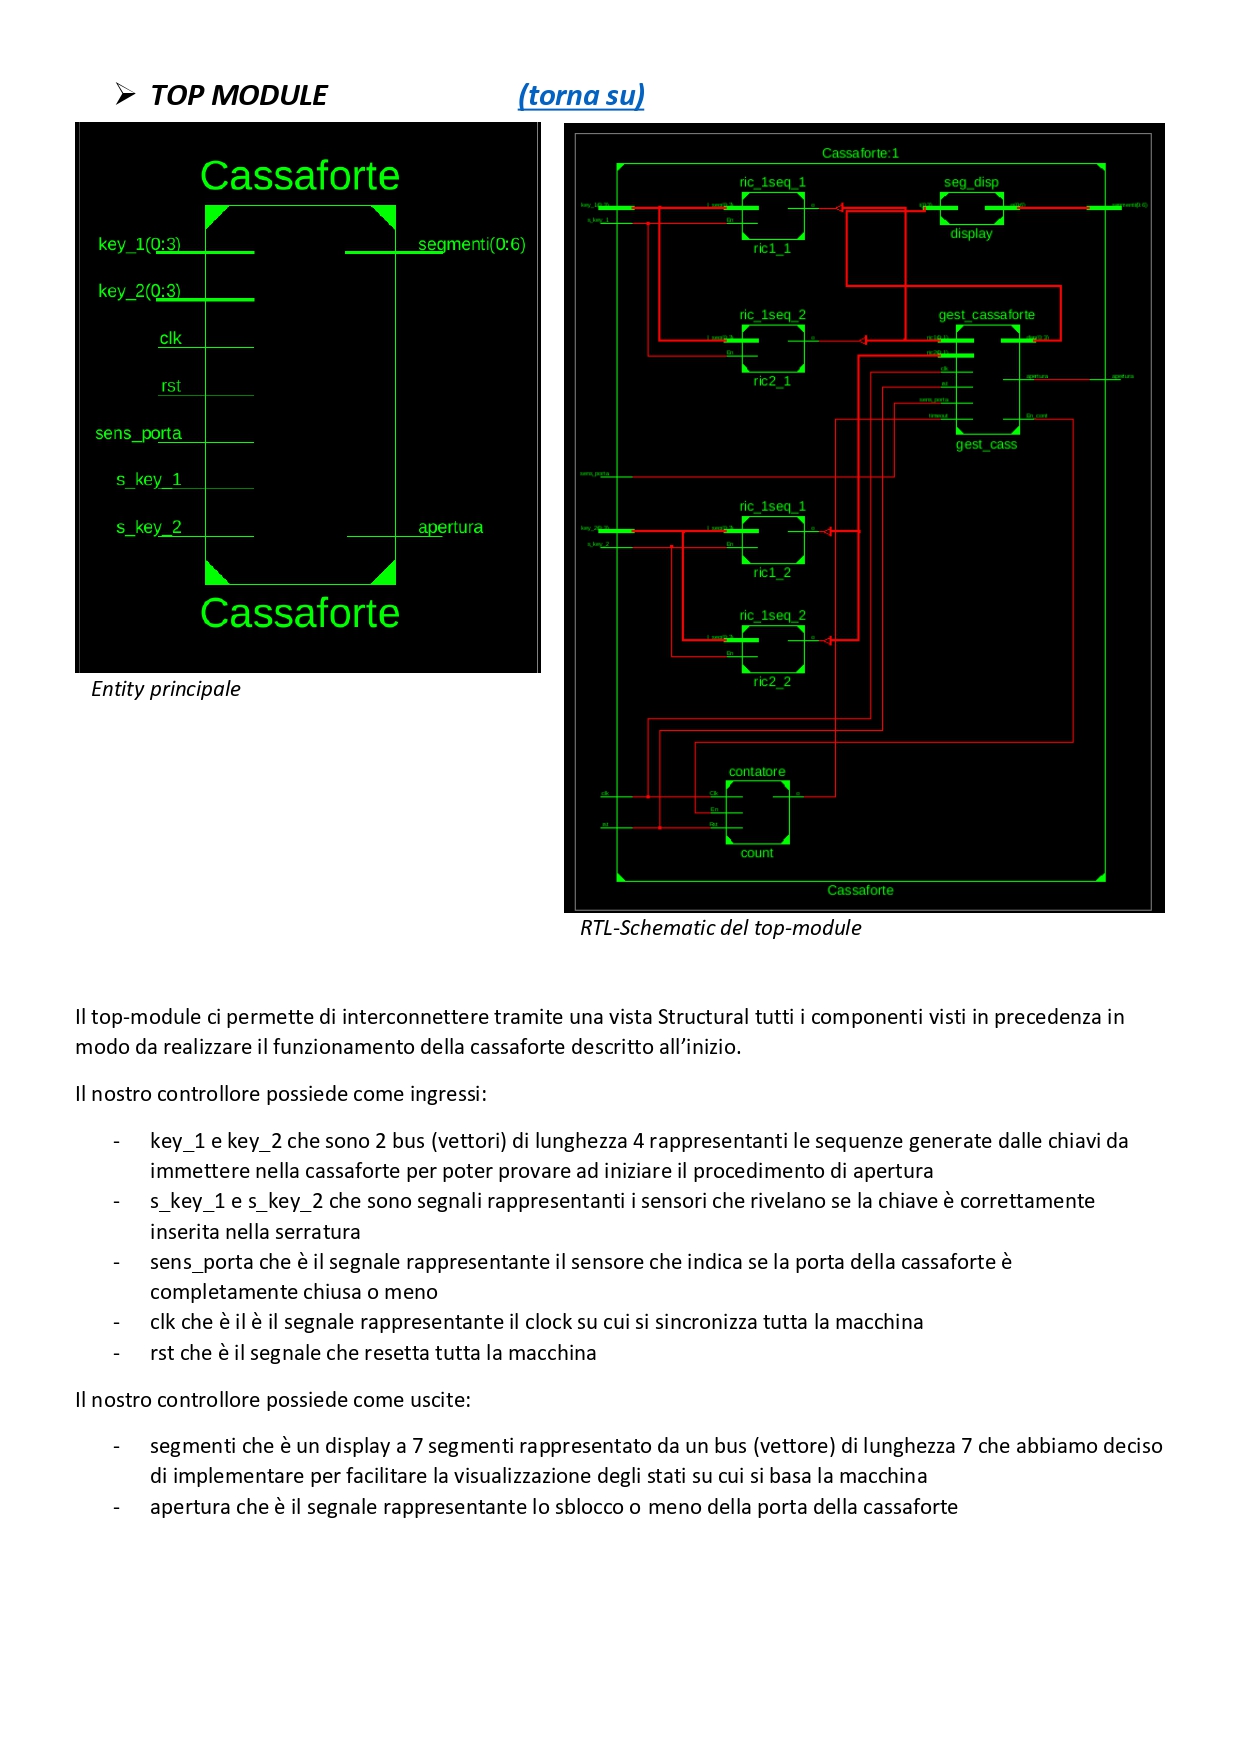 ➢ TOP MODULE (torna su)
Cassaforte
key_1(0:3)
segmenti(0:6)
key_2(0:3)
clk
rst
sens_porta
s_key_1
s_key_2
apertura
Cassaforte
Entity principale
Cassaforte:1
ric_1seq_1
seg_disp
ric1_1
display
ric_1seq_2
gest_cassaforte
ric2_1
gest_cass
ric_1seq_1
ric1_2
ric_1seq_2
ric2_2
contatore
count
Cassaforte
RTL-Schematic del top-module
Il top-module ci permette di interconnettere tramite una vista Structural tutti i componenti visti in precedenza in
modo da realizzare il funzionamento della cassaforte descritto all’inizio.
Il nostro controllore possiede come ingressi:
- key_1 e key_2 che sono 2 bus (vettori) di lunghezza 4 rappresentanti le sequenze generate dalle chiavi da
immettere nella cassaforte per poter provare ad iniziare il procedimento di apertura
- s_key_1 e s_key_2 che sono segnali rappresentanti i sensori che rivelano se la chiave è correttamente
inserita nella serratura
- sens_porta che è il segnale rappresentante il sensore che indica se la porta della cassaforte è
completamente chiusa o meno
- clk che è il è il segnale rappresentante il clock su cui si sincronizza tutta la macchina
- rst che è il segnale che resetta tutta la macchina
Il nostro controllore possiede come uscite:
- segmenti che è un display a 7 segmenti rappresentato da un bus (vettore) di lunghezza 7 che abbiamo deciso
di implementare per facilitare la visualizzazione degli stati su cui si basa la macchina
- apertura che è il segnale rappresentante lo sblocco o meno della porta della cassaforte